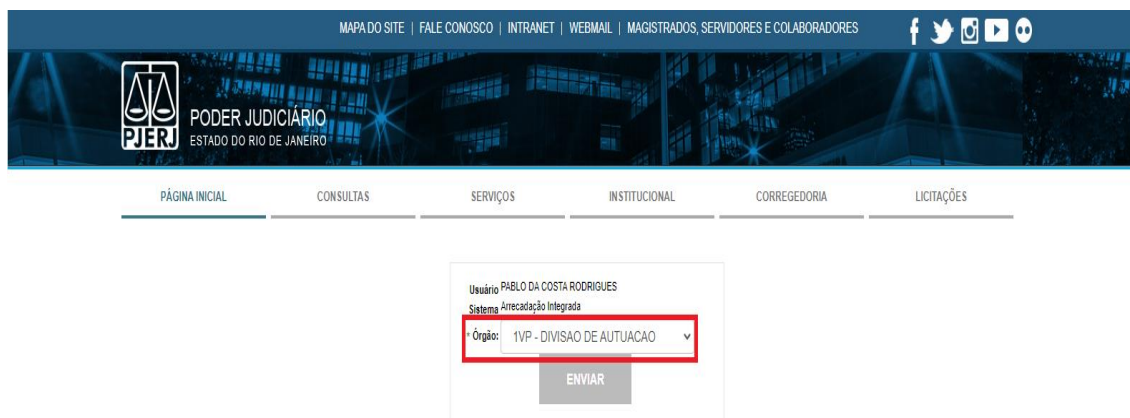 MAPA DO SITE | FALE CONOSCO | INTRANET | WEBMAIL | MAGISTRADOS, SERVIDORES E COLABORADORES
PJERJ
PODER JUDICIÁRIO
ESTADO DO RIO DE JANEIRO
PÁGINA INICIAL CONSULTAS SERVIÇOS INSTITUCIONAL CORREGEDORIA LICITAÇÕES
Usuário PABLO DA COSTA RODRIGUES
Sistema Arrecadação Integrada
* Órgão: 1VP - DIVISAO DE AUTUACAO
ENVIAR